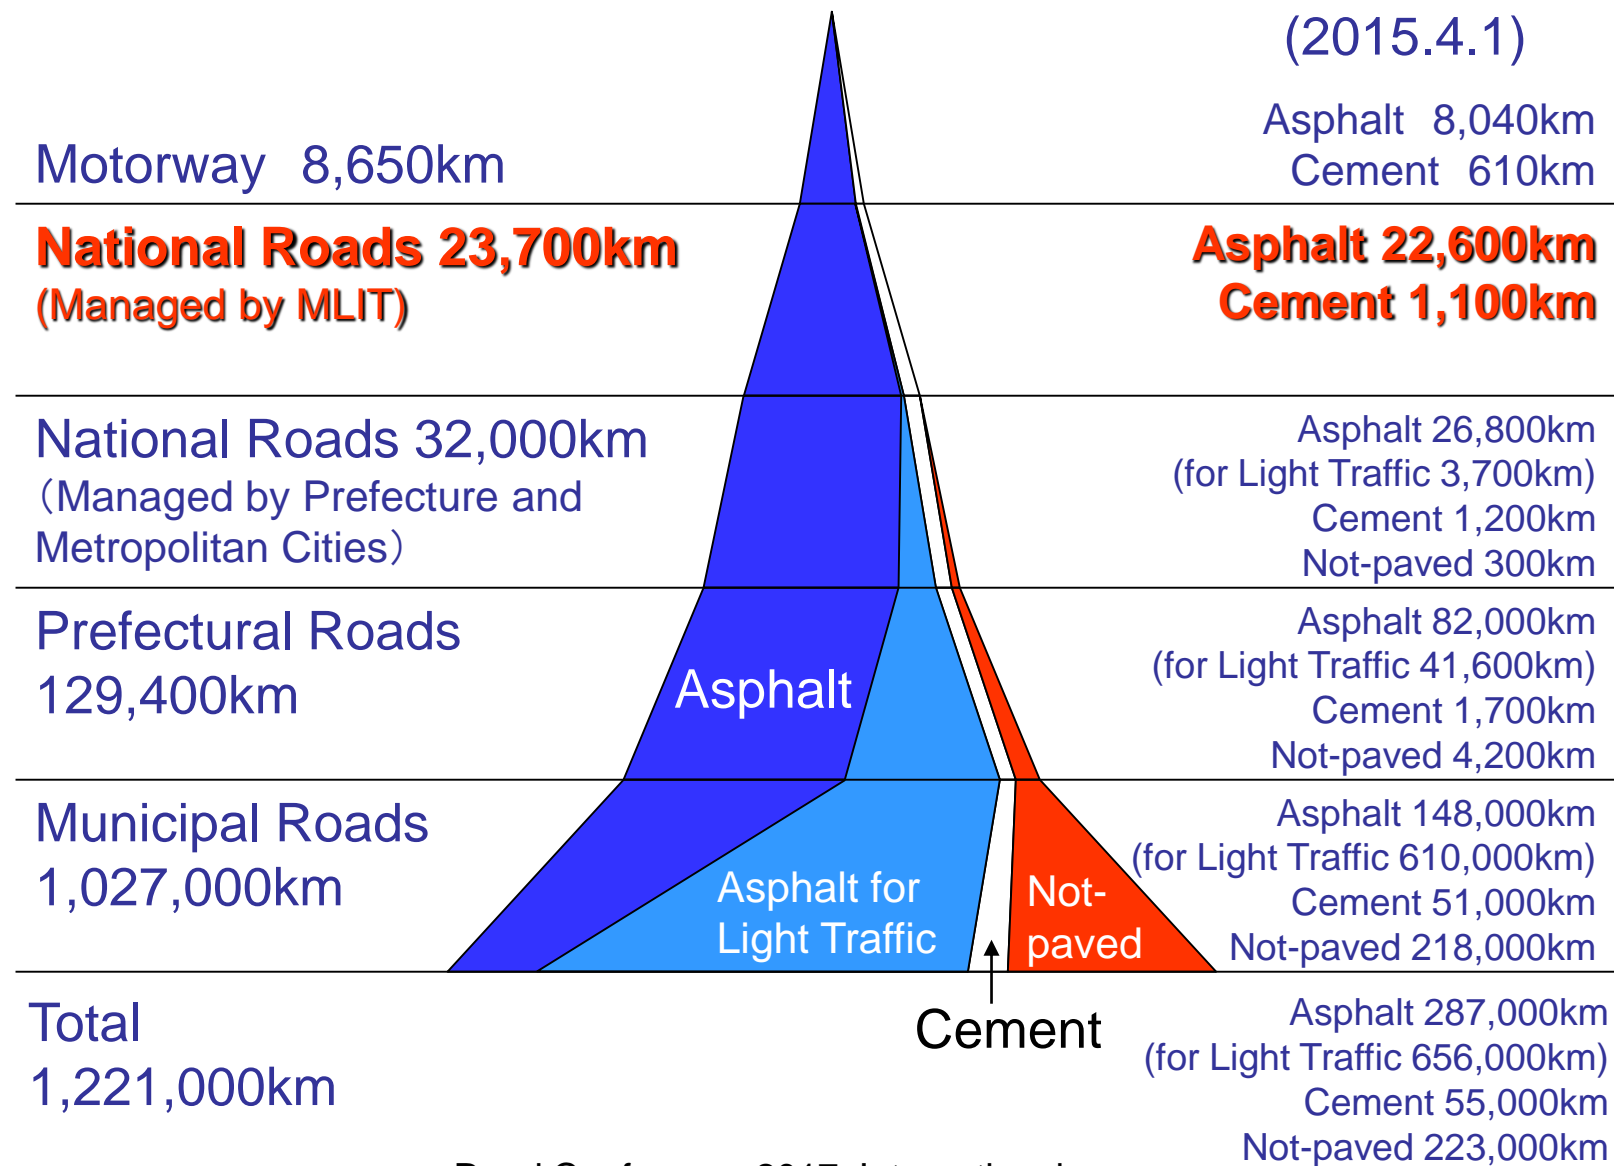 (2015.4.1)
Motorway 8,650km
Asphalt 8,040km
Cement 610km
National Roads 23,700km
(Managed by MLIT)
Asphalt 22,600km
Cement 1,100km
National Roads 32,000km
（Managed by Prefecture and
Metropolitan Cities）
Asphalt 26,800km
(for Light Traffic 3,700km)
Cement 1,200km
Not-paved 300km
Prefectural Roads
129,400km
Asphalt
Asphalt 82,000km
(for Light Traffic 41,600km)
Cement 1,700km
Not-paved 4,200km
Municipal Roads
1,027,000km
Asphalt for
Light Traffic
Not-
paved
Asphalt 148,000km
(for Light Traffic 610,000km)
Cement 51,000km
Not-paved 218,000km
Total
1,221,000km
Cement
Asphalt 287,000km
(for Light Traffic 656,000km)
Cement 55,000km
Not-paved 223,000km
Road Conference 2017, International